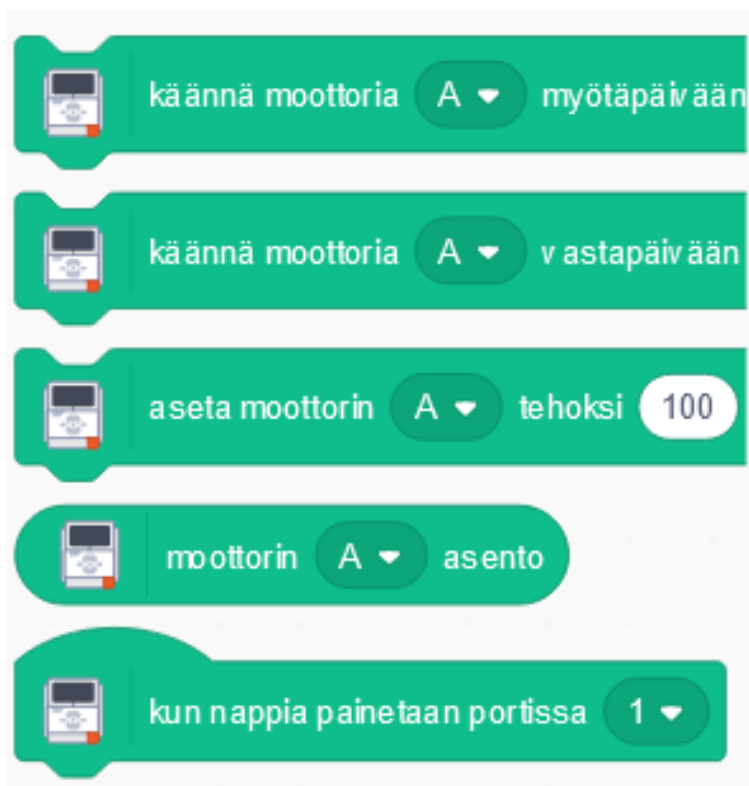 käännä moottoria A myötäpäivään
käännä moottoria A vastapäivään
aseta moottorin A tehoksi 100
moottorin A asento
kun nappia painetaan portissa 1